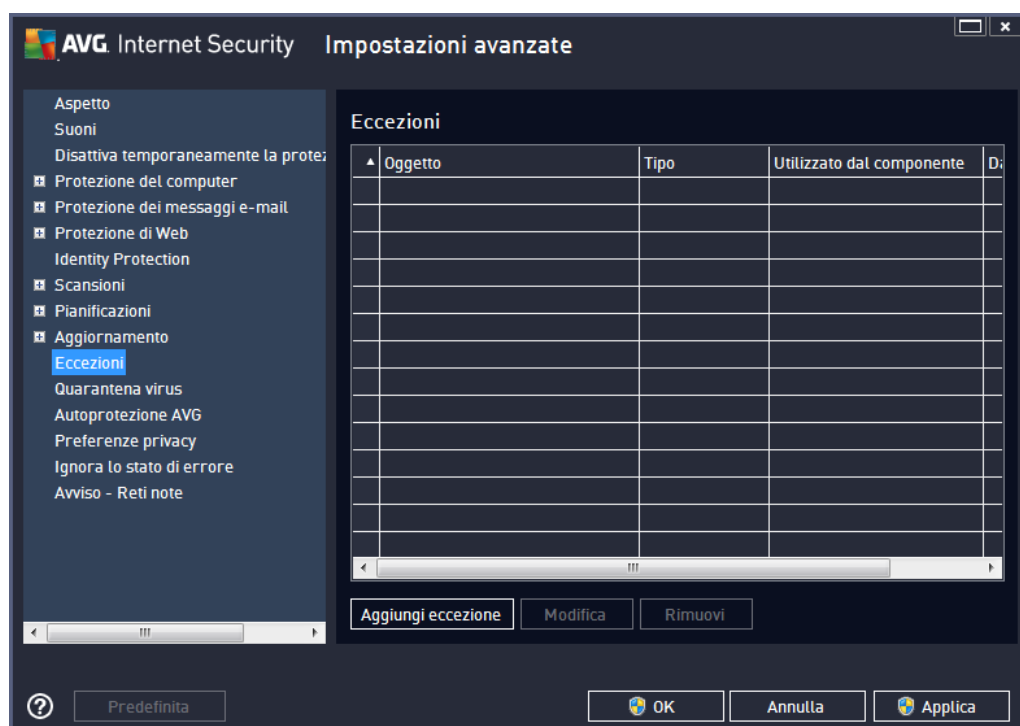 AVG. Internet Security Impostazioni avanzate
Aspetto
Suoni
Disattiva temporaneamente la protez
Protezione del computer
Protezione dei messaggi e-mail
Protezione di Web
Identity Protection
Scansioni
Pianificazioni
Aggiornamento
Eccezioni
Quarantena virus
Autoprotezione AVG
Preferenze privacy
Ignora lo stato di errore
Avviso - Reti note
Eccezioni
Oggetto Tipo Utilizzato dal componente Da
Aggiungi eccezione Modifica Rimuovi
Predefinita OK Annulla Applica